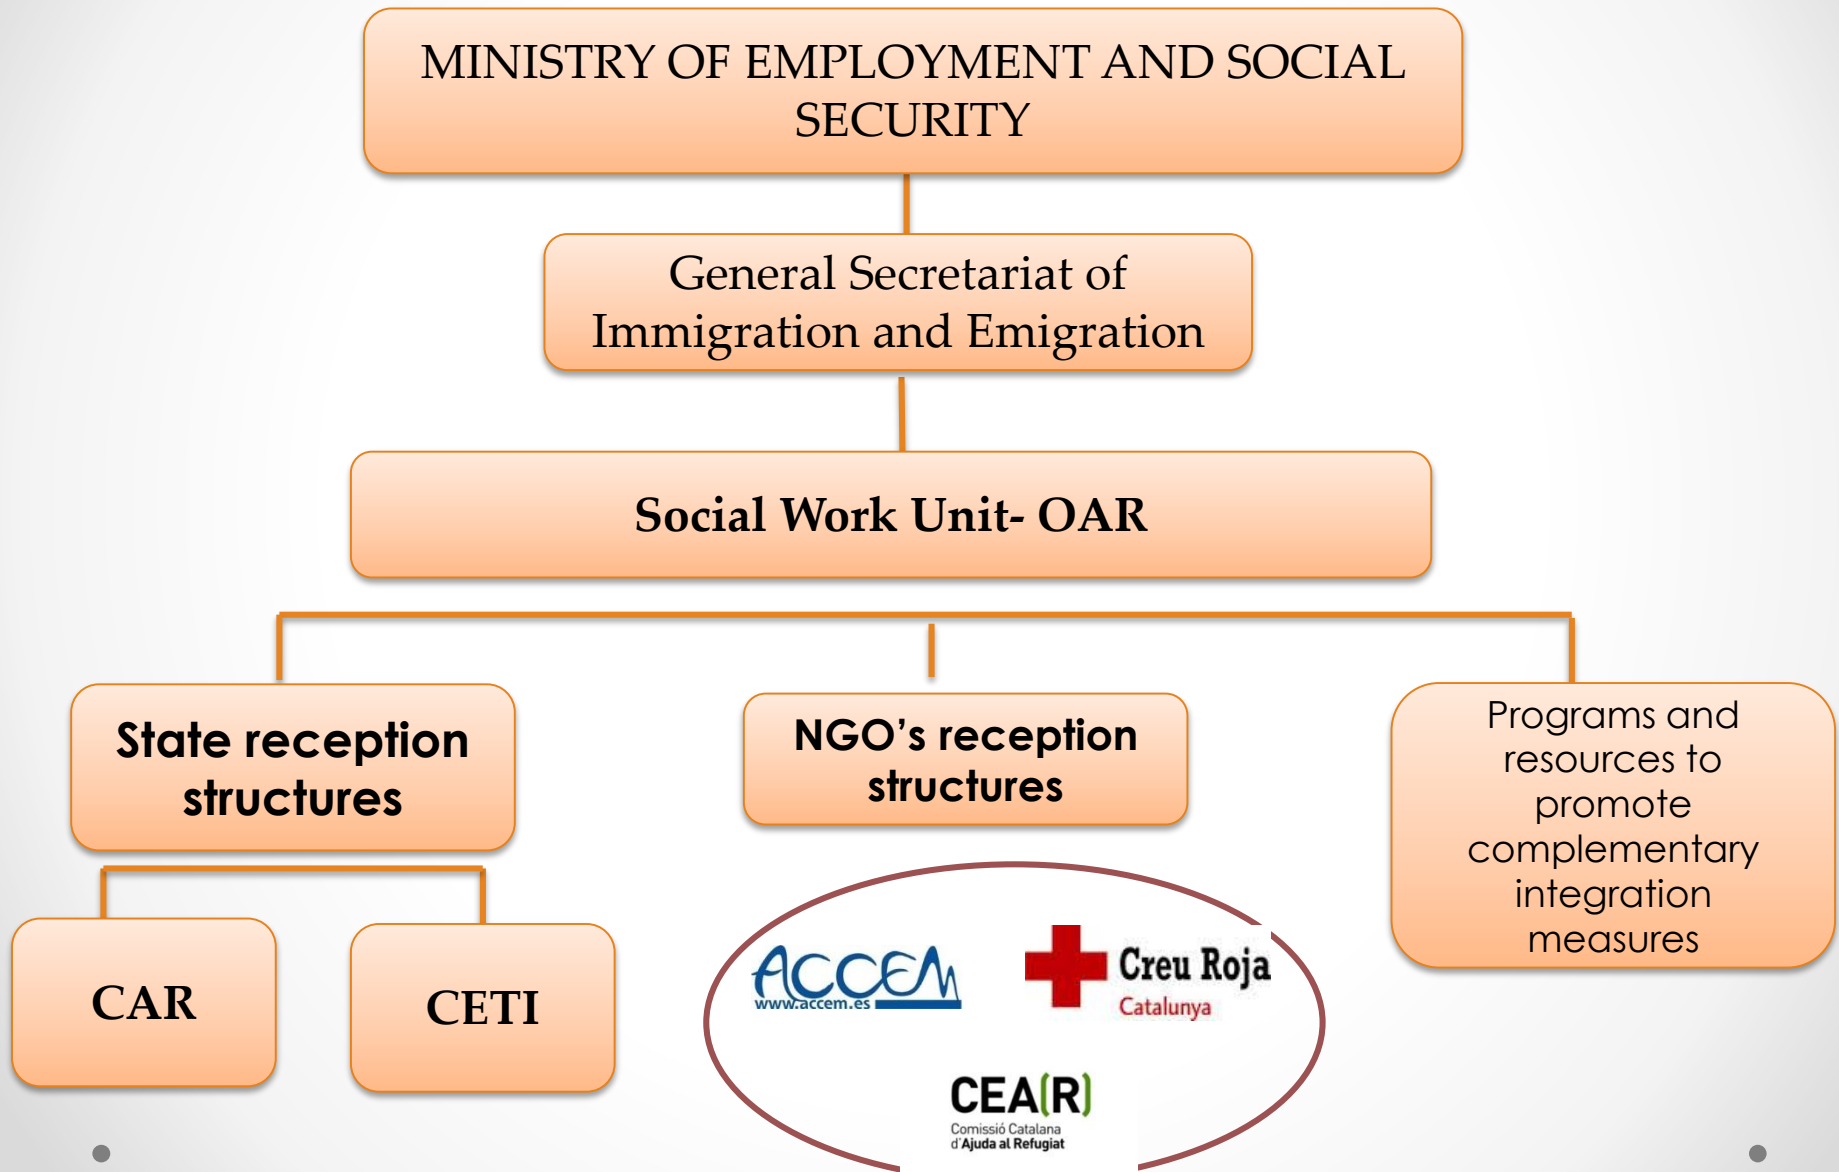 MINISTRY OF EMPLOYMENT AND SOCIAL
SECURITY
General Secretariat of
Immigration and Emigration
Social Work Unit- OAR
State reception
structures
NGO’s reception
structures
Programs and
resources to
promote
complementary
integration
measures
CAR
CETI
ACCEM
www.accem.es
Creu Roja
Catalunya
CEA(R)
Comissió Catalana
d'Ajuda al Refugiat